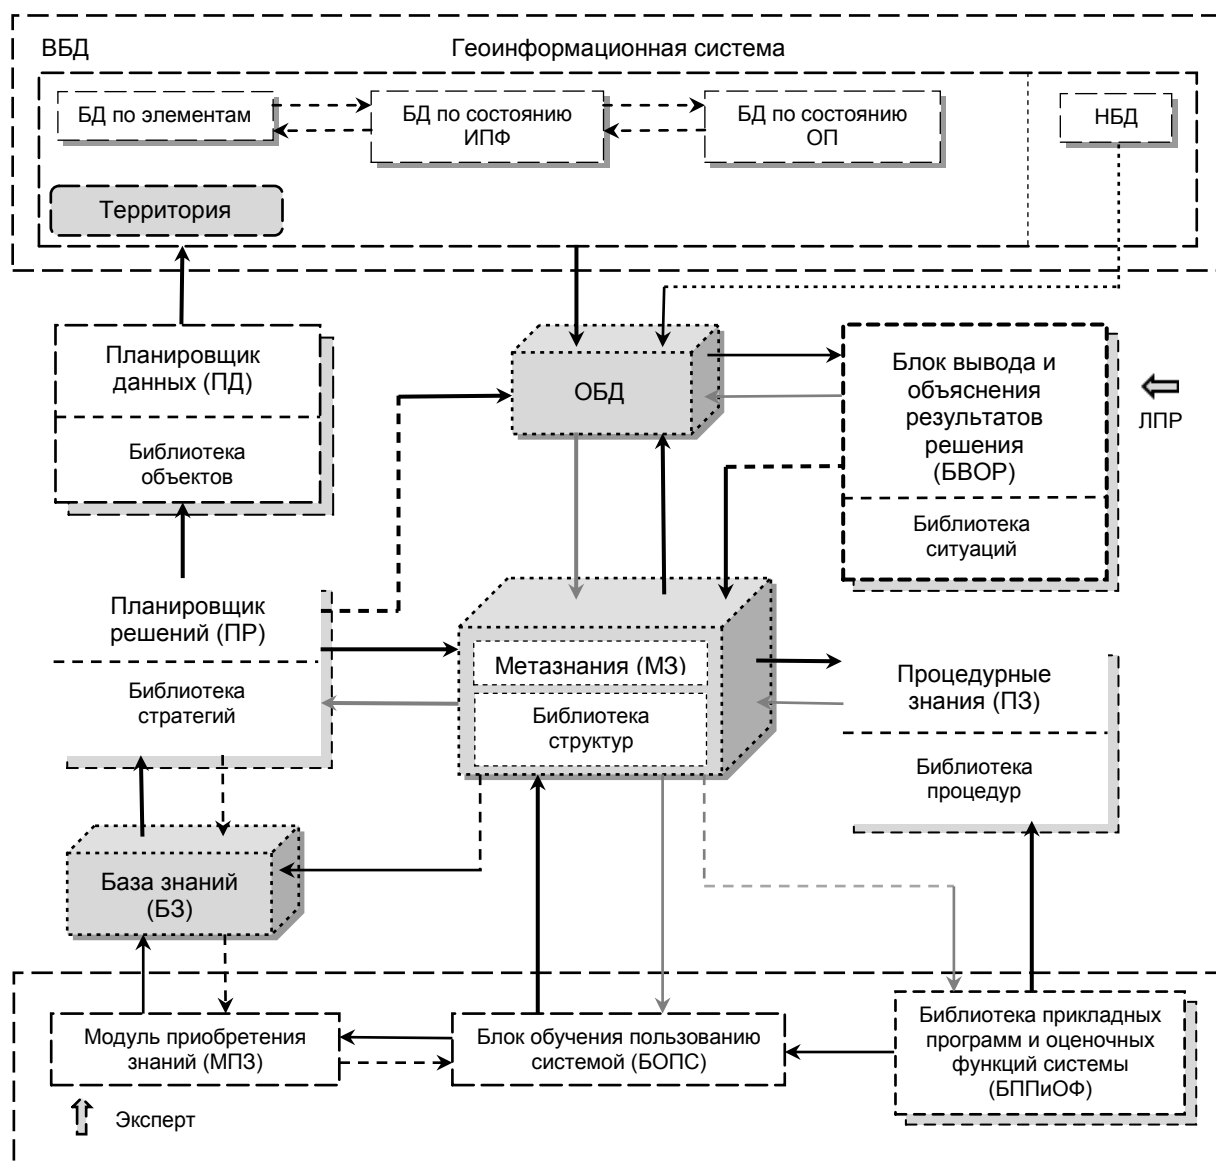 ВБД
Геоинформационная система
БД по элементам
БД по состоянию
ИПФ
БД по состоянию
ОП
НБД
Территория
Планировщик
данных (ПД)
Библиотека
объектов
ОБД
Блок вывода и
объяснения
результатов
решения
(БВОР)
Библиотека
ситуаций
ЛПР
Планировщик
решений (ПР)
Библиотека
стратегий
Метазнания (МЗ)
Библиотека
структур
Процедурные
знания (ПЗ)
Библиотека
процедур
База знаний
(БЗ)
Модуль приобретения
знаний (МПЗ)
Блок обучения пользованию
системой (БОПС)
Библиотека прикладных
программ и оценочных
функций системы
(БППиОФ)
Эксперт